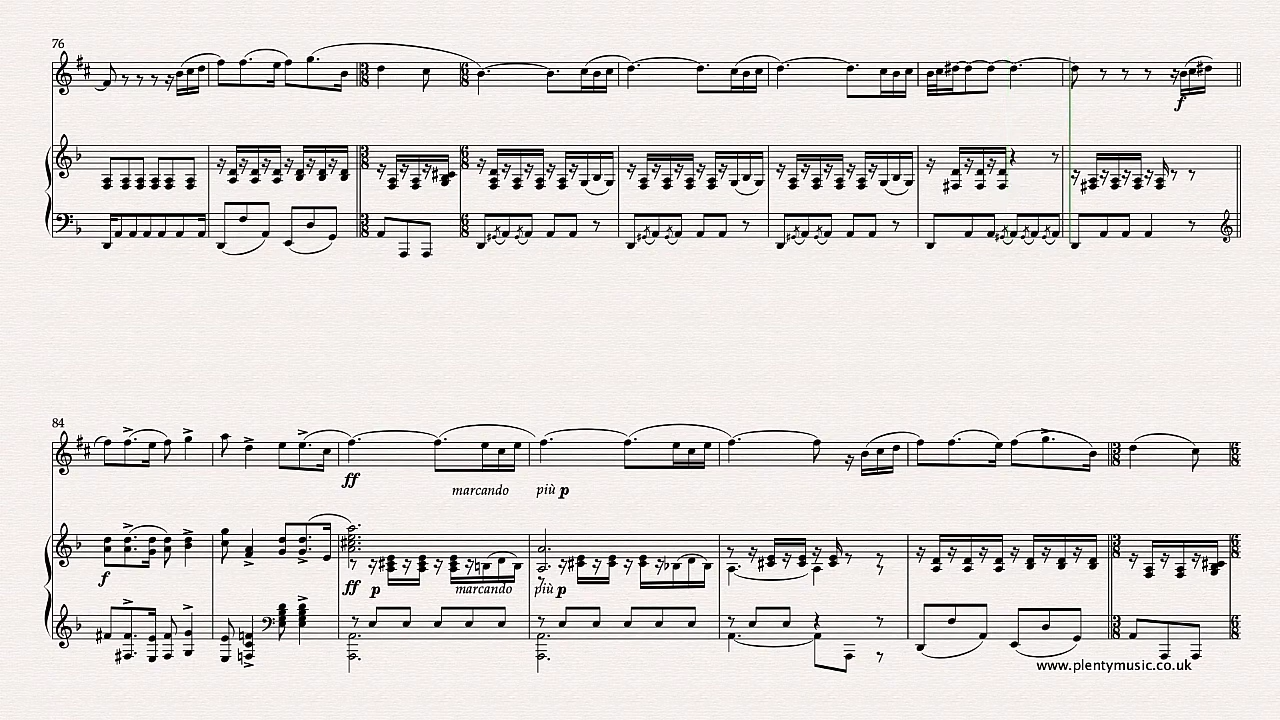 76
f
84
ff
marcando più p
f
ff p marcando più p
www.plentymusic.co.uk